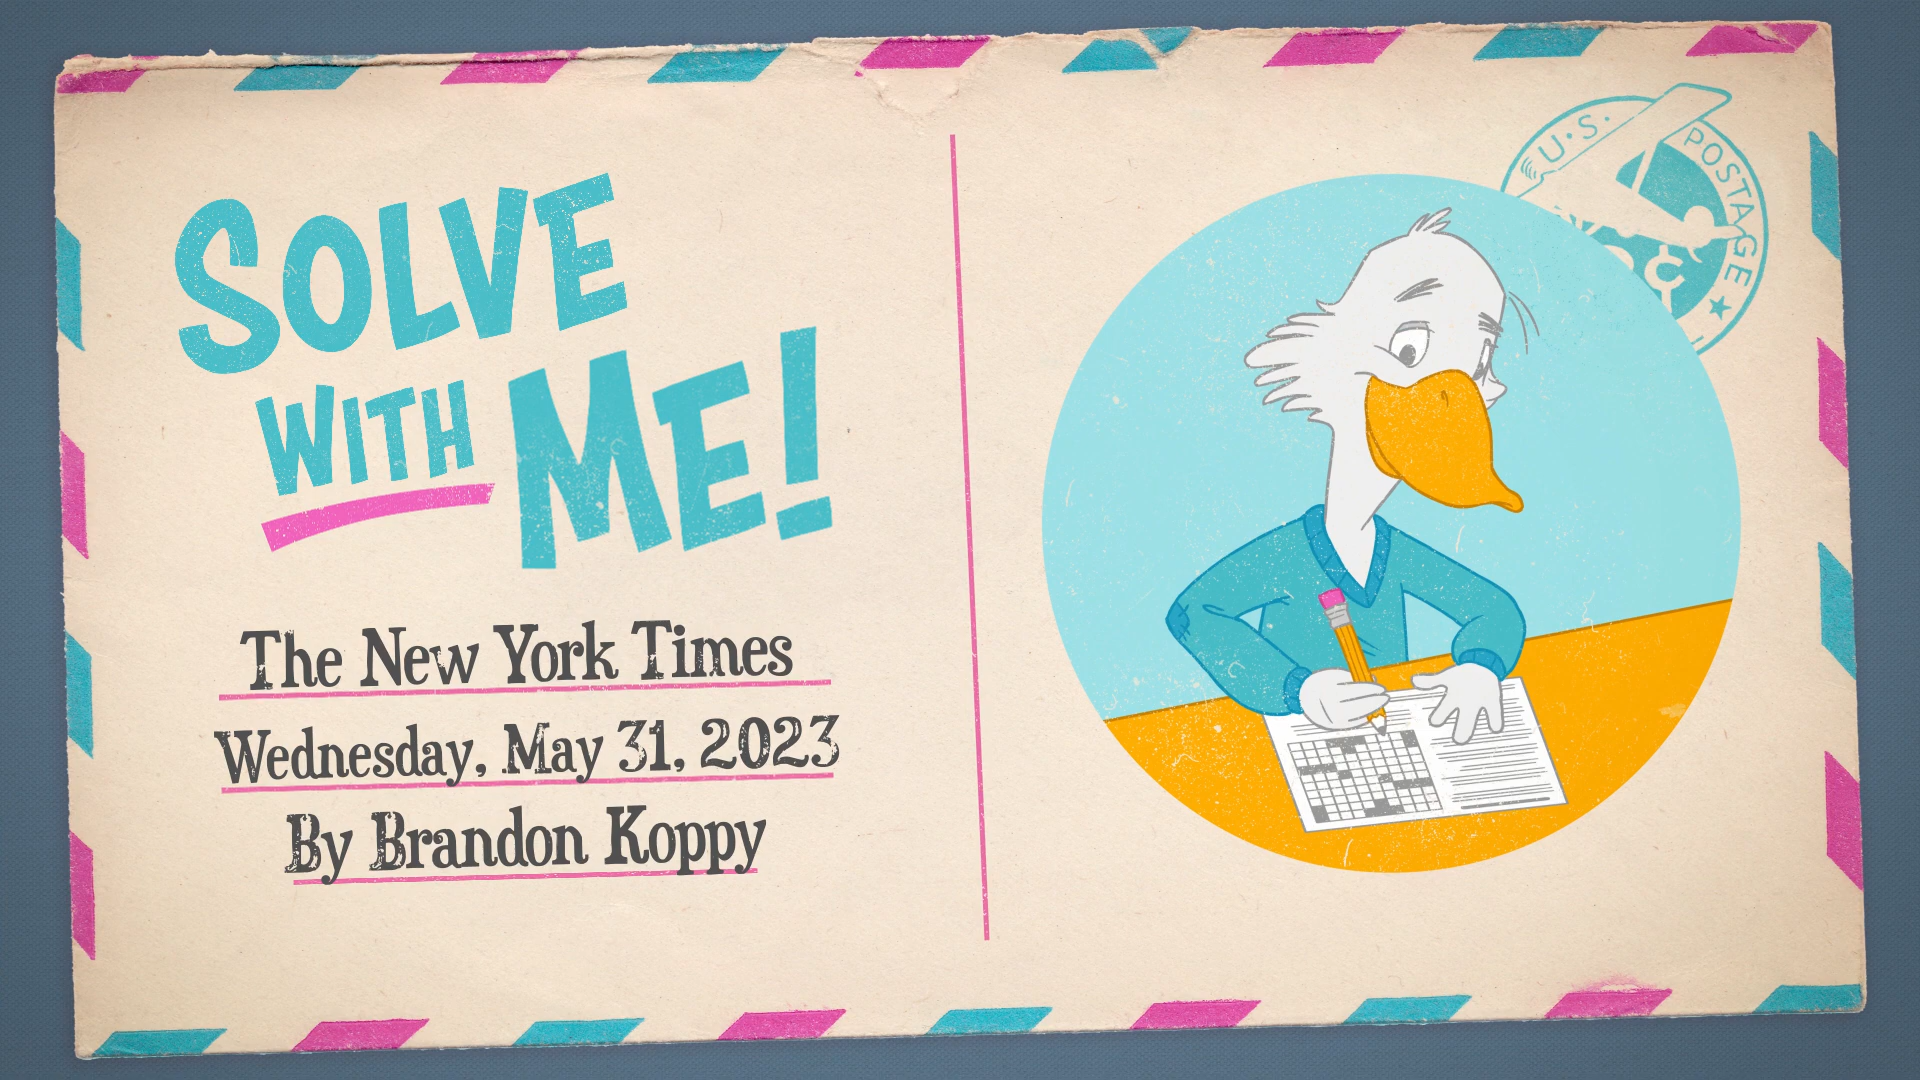 SOLVE
WITH ME!
The New York Times
Wednesday, May 31, 2023
By Brandon Koppy
U.S. POSTAGE